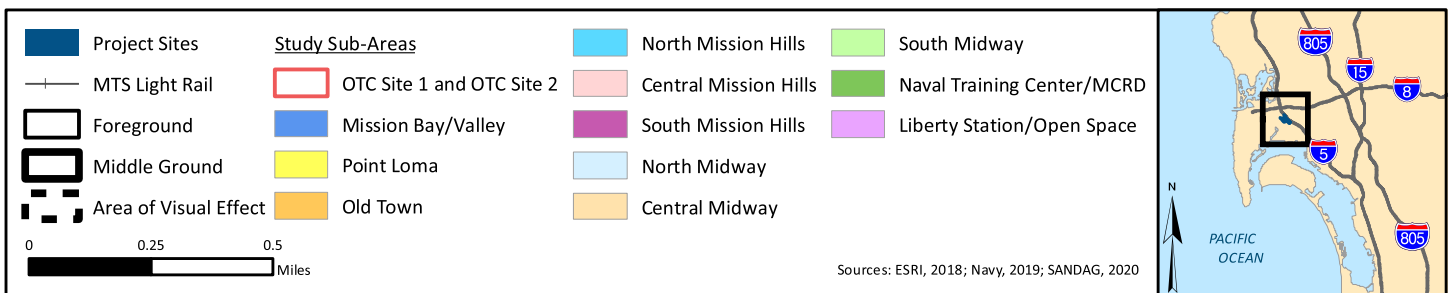 Project Sites
MTS Light Rail
Foreground
Middle Ground
Area of Visual Effect
0 0.25 0.5
Miles
Study Sub-Areas
OTC Site 1 and OTC Site 2
Mission Bay/Valley
Point Loma
Old Town
North Mission Hills
Central Mission Hills
South Mission Hills
North Midway
Central Midway
South Midway
Naval Training Center/MCRD
Liberty Station/Open Space
Sources: ESRI, 2018; Navy, 2019; SANDAG, 2020
805
15
8
5
N
PACIFIC
OCEAN
805